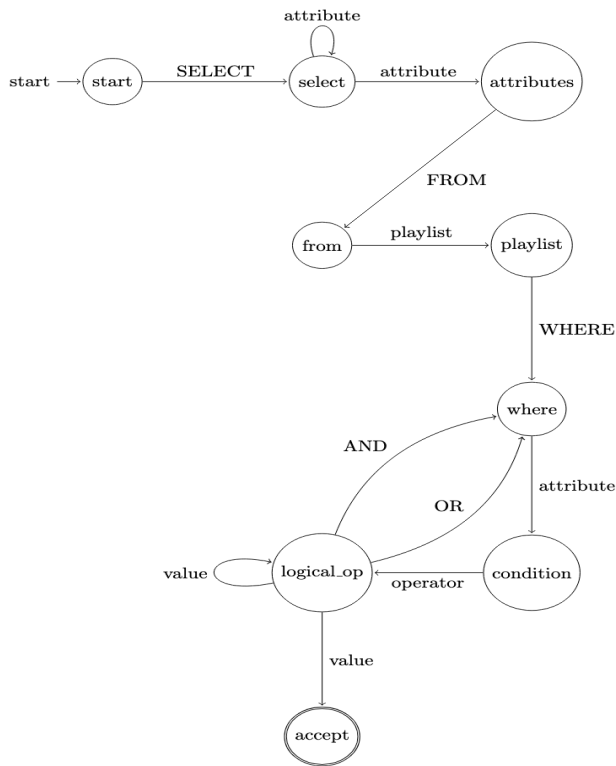 attribute
start
start
SELECT
select
attribute
attributes
FROM
from
playlist
playlist
WHERE
where
AND
attribute
OR
value
logical_op
operator
condition
value
accept